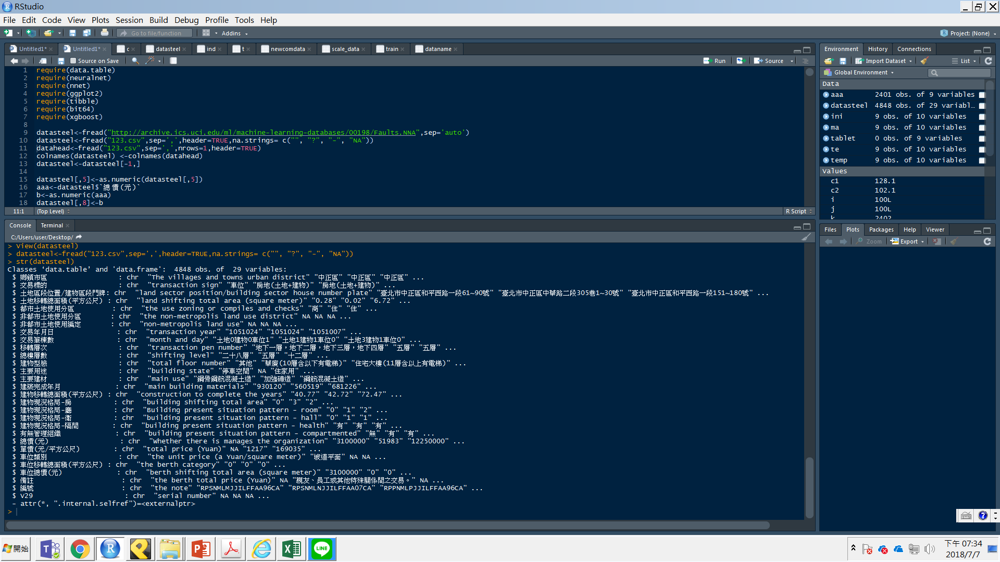 RStudio
File Edit Code View Plots Session Build Debug Profile Tools Help
Go to file/function Addins Project: (None)
Untitled1* Untitled1* c datasteel ind t newcomdata scale_data train dataname
Source on Save Run Source
1 require(data.table)
2 require(neuralnet)
3 require(nnet)
4 require(ggplot2)
5 require(tibble)
6 require(bit64)
7 require(xgboost)
8
9 datasteel<-fread("http://archive.ics.uci.edu/ml/machine-learning-databases/00198/Faults.NNA",sep='auto')
10 datasteel<-fread("123.csv",sep=',',header=TRUE,na.strings= c("", "?", "-", "NA"))
11 datahead<-fread("123.csv",sep=',',nrows=1,header=TRUE)
12 colnames(datasteel) <-colnames(datahead)
13 datasteel<-datasteel[-1,]
14
15 datasteel[,5]<-as.numeric(datasteel[,5])
16 aaa<-datasteel$`總價(元)`
17 b<-as.numeric(aaa)
18 datasteel[,8]<-b
11:1 (Top Level) R Script
Console Terminal
C:/Users/user/Desktop/
> View(datasteel)
> datasteel<-fread("123.csv",sep=',',header=TRUE,na.strings= c("", "?", "-", "NA"))
> str(datasteel)
Classes ‘data.table’ and 'data.frame': 4848 obs. of 29 variables:
$ 鄉鎮市區 : chr "The villages and towns urban district" "中正區" "中正區" "中正區" ...
$ 交易標的 : chr "transaction sign" "車位" "房地(土地+建物)" "房地(土地+建物)" ...
$ 土地區段位置/建物區段門牌: chr "land sector position/building sector house number plate" "臺北市中正區和平西路一段61~90號" "臺北市中正區中華路二段305巷1~30號" "臺北市中正區和平西路一段151~180號" ...
$ 土地移轉總面積(平方公尺) : chr "land shifting total area (square meter)" "0.28" "0.02" "6.72" ...
$ 都市土地使用分區 : chr "the use zoning or compiles and checks" "商" "住" "住" ...
$ 非都市土地使用分區 : chr "the non-metropolis land use district" NA NA NA ...
$ 非都市土地使用編定 : chr "non-metropolis land use" NA NA NA ...
$ 交易年月日 : chr "transaction year" "1051024" "1051024" "1051007" ...
$ 交易筆棟數 : chr "month and day" "土地0建物0車位1" "土地1建物1車位0" "土地3建物1車位0" ...
$ 移轉層次 : chr "transaction pen number" "地下一層，地下二層，地下三層，地下四層" "五層" "五層" ...
$ 總樓層數 : chr "shifting level" "二十八層" "五層" "十二層" ...
$ 建物型態 : chr "total floor number" "其他" "華廈(10層含以下有電梯)" "住宅大樓(11層含以上有電梯)" ...
$ 主要用途 : chr "building state" "停車空間" NA "住家用" ...
$ 主要建材 : chr "main use" "鋼骨鋼筋混凝土造" "加強磚造" "鋼筋混凝土造" ...
$ 建築完成年月 : chr "main building materials" "930120" "560519" "681226" ...
$ 建物移轉總面積(平方公尺) : chr "construction to complete the years" "40.77" "42.72" "72.47" ...
$ 建物現況格局-房 : chr "building shifting total area" "0" "3" "2" ...
$ 建物現況格局-廳 : chr "Building present situation pattern - room" "0" "1" "2" ...
$ 建物現況格局-衛 : chr "building present situation pattern - hall" "0" "1" "1" ...
$ 建物現況格局-隔間 : chr "building present situation pattern - health" "有" "有" "有" ...
$ 有無管理組織 : chr "building present situation pattern - compartmented" "無" "有" "有" ...
$ 總價(元) : chr "Whether there is manages the organization" "3100000" "51983" "12250000" ...
$ 單價(元/平方公尺) : chr "total price (Yuan)" NA "1217" "169035" ...
$ 車位類別 : chr "the unit price (a Yuan/square meter)" "坡道平面" NA NA ...
$ 車位移轉總面積(平方公尺) : chr "the berth category" "0" "0" "0" ...
$ 車位總價(元) : chr "berth shifting total area (square meter)" "3100000" "0" "0" ...
$ 備註 : chr "the berth total price (Yuan)" NA "親友、員工或其他特殊關係間之交易。" NA ...
$ 編號 : chr "the note" "RPSNMLMJJILFFAA96CA" "RPSNMLNJJILFFAA07CA" "RPPNMLPJJILFFAA96CA" ...
$ V29 : chr "serial number" NA NA NA ...
- attr(*, ".internal.selfref")=<externalptr>
>
Environment History Connections
Import Dataset List
Global Environment
Data
aaa 2401 obs. of 9 variables
datasteel 4848 obs. of 29 variabl…
ini 9 obs. of 10 variables
ma 9 obs. of 10 variables
tablet 0 obs. of 9 variables
te 9 obs. of 10 variables
temp 9 obs. of 10 variables
Values
c1 128.1
c2 102.1
i 100L
j 100L
k 2402
Files Plots Packages Help Viewer
Zoom Export
開始 LINE
下午 07:34
2018/7/7